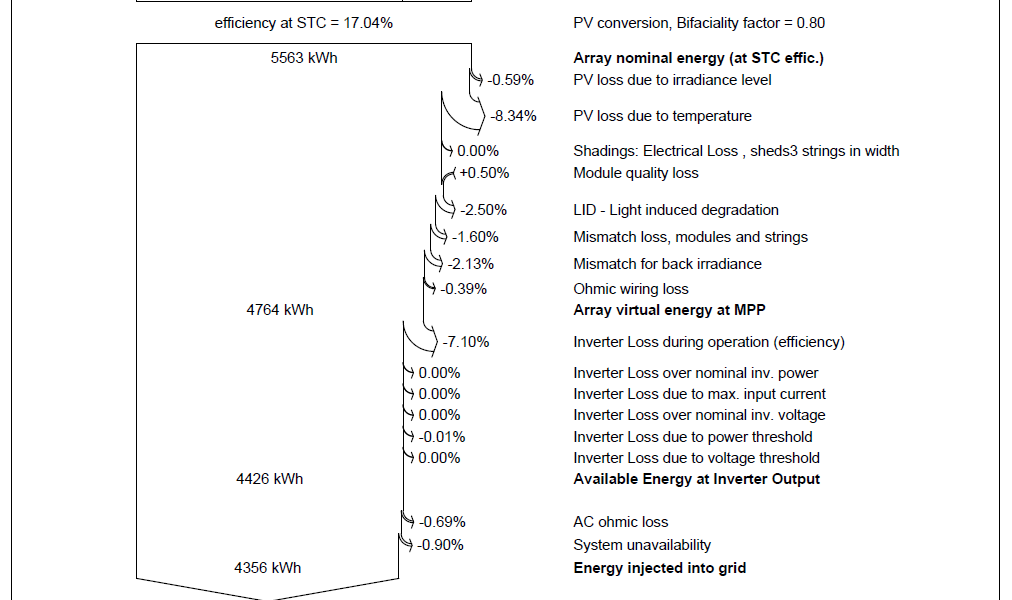 efficiency at STC = 17.04% PV conversion, Bifaciality factor = 0.80
5563 kWh Array nominal energy (at STC effic.)
-0.59% PV loss due to irradiance level
-8.34% PV loss due to temperature
0.00% Shadings: Electrical Loss , sheds3 strings in width
+0.50% Module quality loss
-2.50% LID - Light induced degradation
-1.60% Mismatch loss, modules and strings
-2.13% Mismatch for back irradiance
-0.39% Ohmic wiring loss
4764 kWh Array virtual energy at MPP
-7.10% Inverter Loss during operation (efficiency)
0.00% Inverter Loss over nominal inv. power
0.00% Inverter Loss due to max. input current
0.00% Inverter Loss over nominal inv. voltage
-0.01% Inverter Loss due to power threshold
0.00% Inverter Loss due to voltage threshold
4426 kWh Available Energy at Inverter Output
-0.69% AC ohmic loss
-0.90% System unavailability
4356 kWh Energy injected into grid